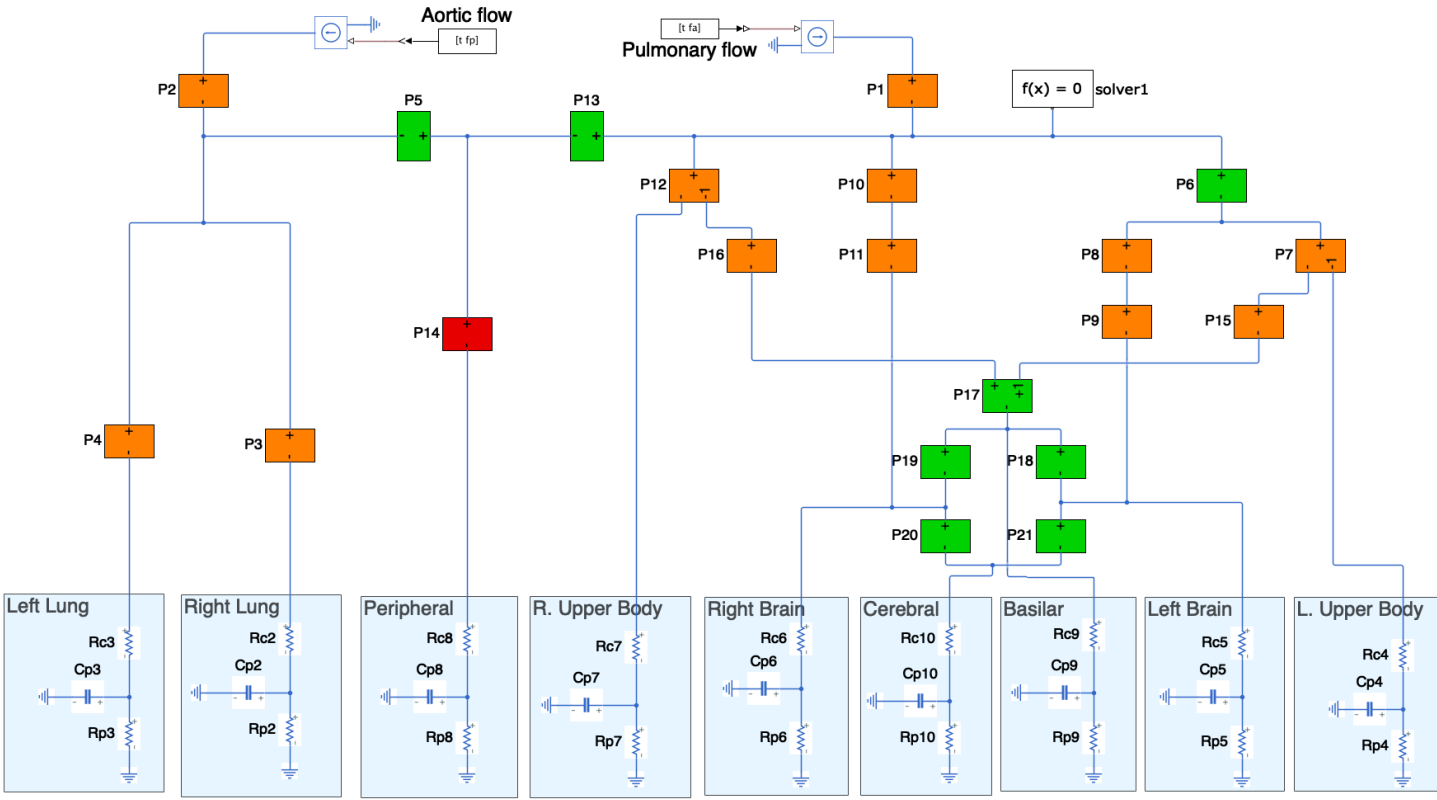 Aortic flow
[t fp]
[t fa]
Pulmonary flow
P2
P5
P13
P1
f(x) = 0
solver1
P12
1
P10
P6
P16
P11
P8
P7
1
P14
P9
P15
P17
1
P4
P3
P19
P18
P20
P21
Left Lung
Rc3
Cp3
Rp3
Right Lung
Rc2
Cp2
Rp2
Peripheral
Rc8
Cp8
Rp8
R. Upper Body
Rc7
Cp7
Rp7
Right Brain
Rc6
Cp6
Rp6
Cerebral
Rc10
Cp10
Rp10
Basilar
Rc9
Cp9
Rp9
Left Brain
Rc5
Cp5
Rp5
L. Upper Body
Rc4
Cp4
Rp4